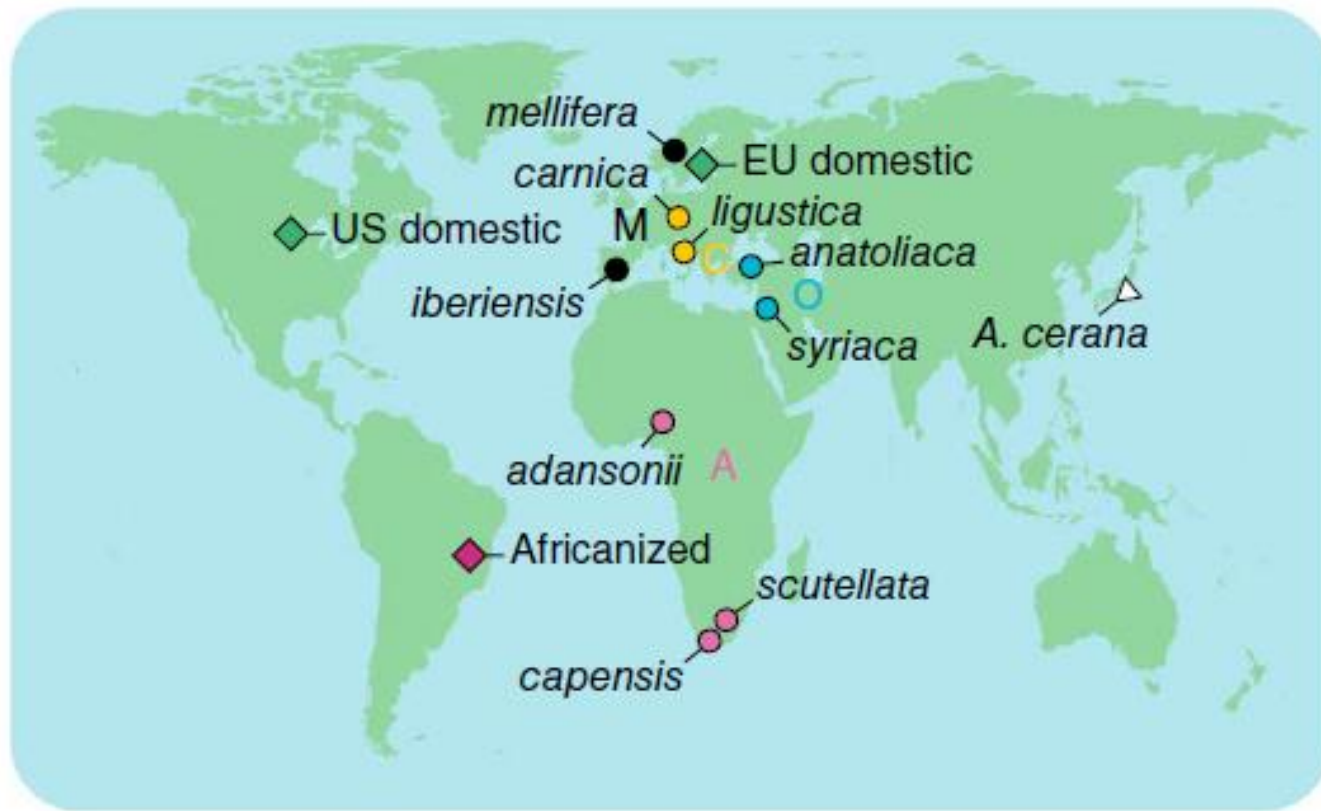 mellifera
EU domestic
carnica
ligustica
M
US domestic
C
anatoliaca
iberiensis
O
A. cerana
syriaca
adansonii
A
Africanized
scutellata
capensis